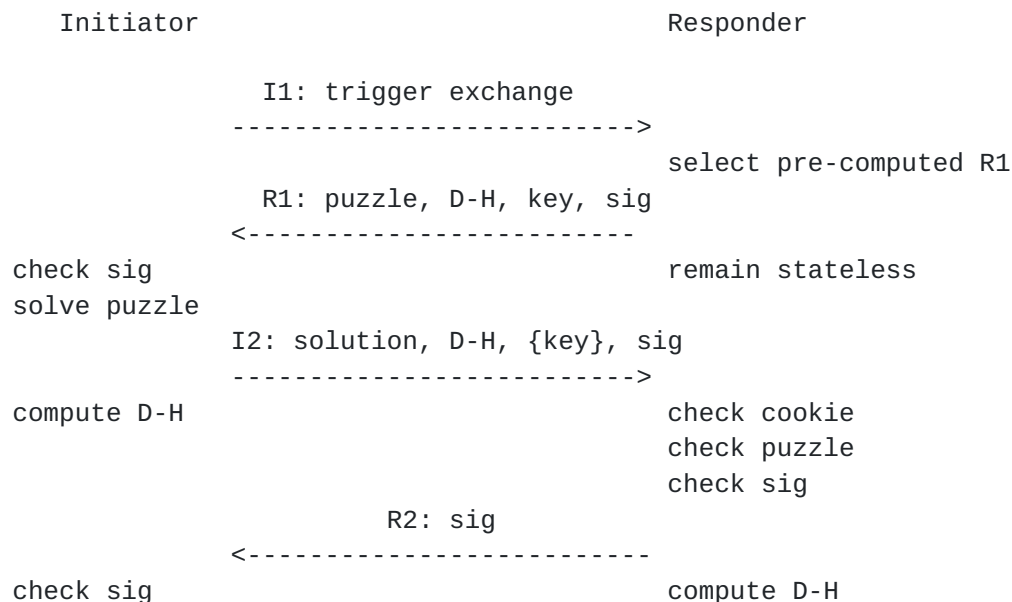 Initiator Responder
I1: trigger exchange
-------------------------->
select pre-computed R1
R1: puzzle, D-H, key, sig
<-------------------------
check sig remain stateless
solve puzzle
I2: solution, D-H, {key}, sig
-------------------------->
compute D-H check cookie
check puzzle
check sig
R2: sig
<--------------------------
check sig compute D-H